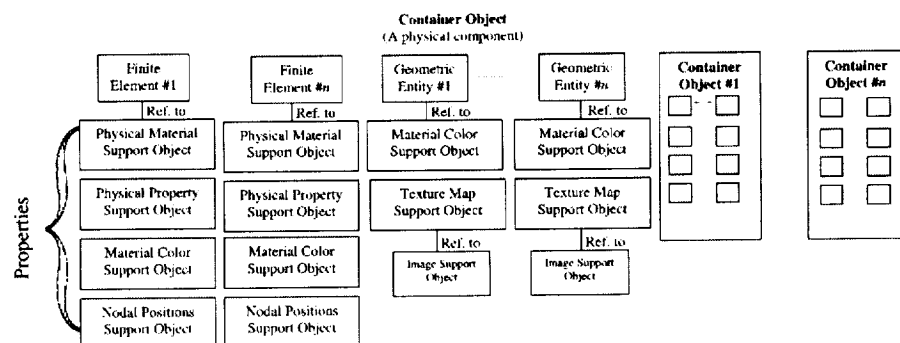 Container Object
(A physical component)
Finite
Element #1
Finite
Element #n
Geometric
Entity #1
Geometric
Entity #n
Container
Object #1
Container
Object #n
Ref. to
Ref. to
Ref. to
Ref. to
Physical Material
Support Object
Physical Material
Support Object
Material Color
Support Object
Material Color
Support Object
Physical Property
Support Object
Physical Property
Support Object
Texture Map
Support Object
Texture Map
Support Object
Properties
Material Color
Support Object
Material Color
Support Object
Ref. to
Ref. to
Image Support
Object
Image Support
Object
Nodal Positions
Support Object
Nodal Positions
Support Object